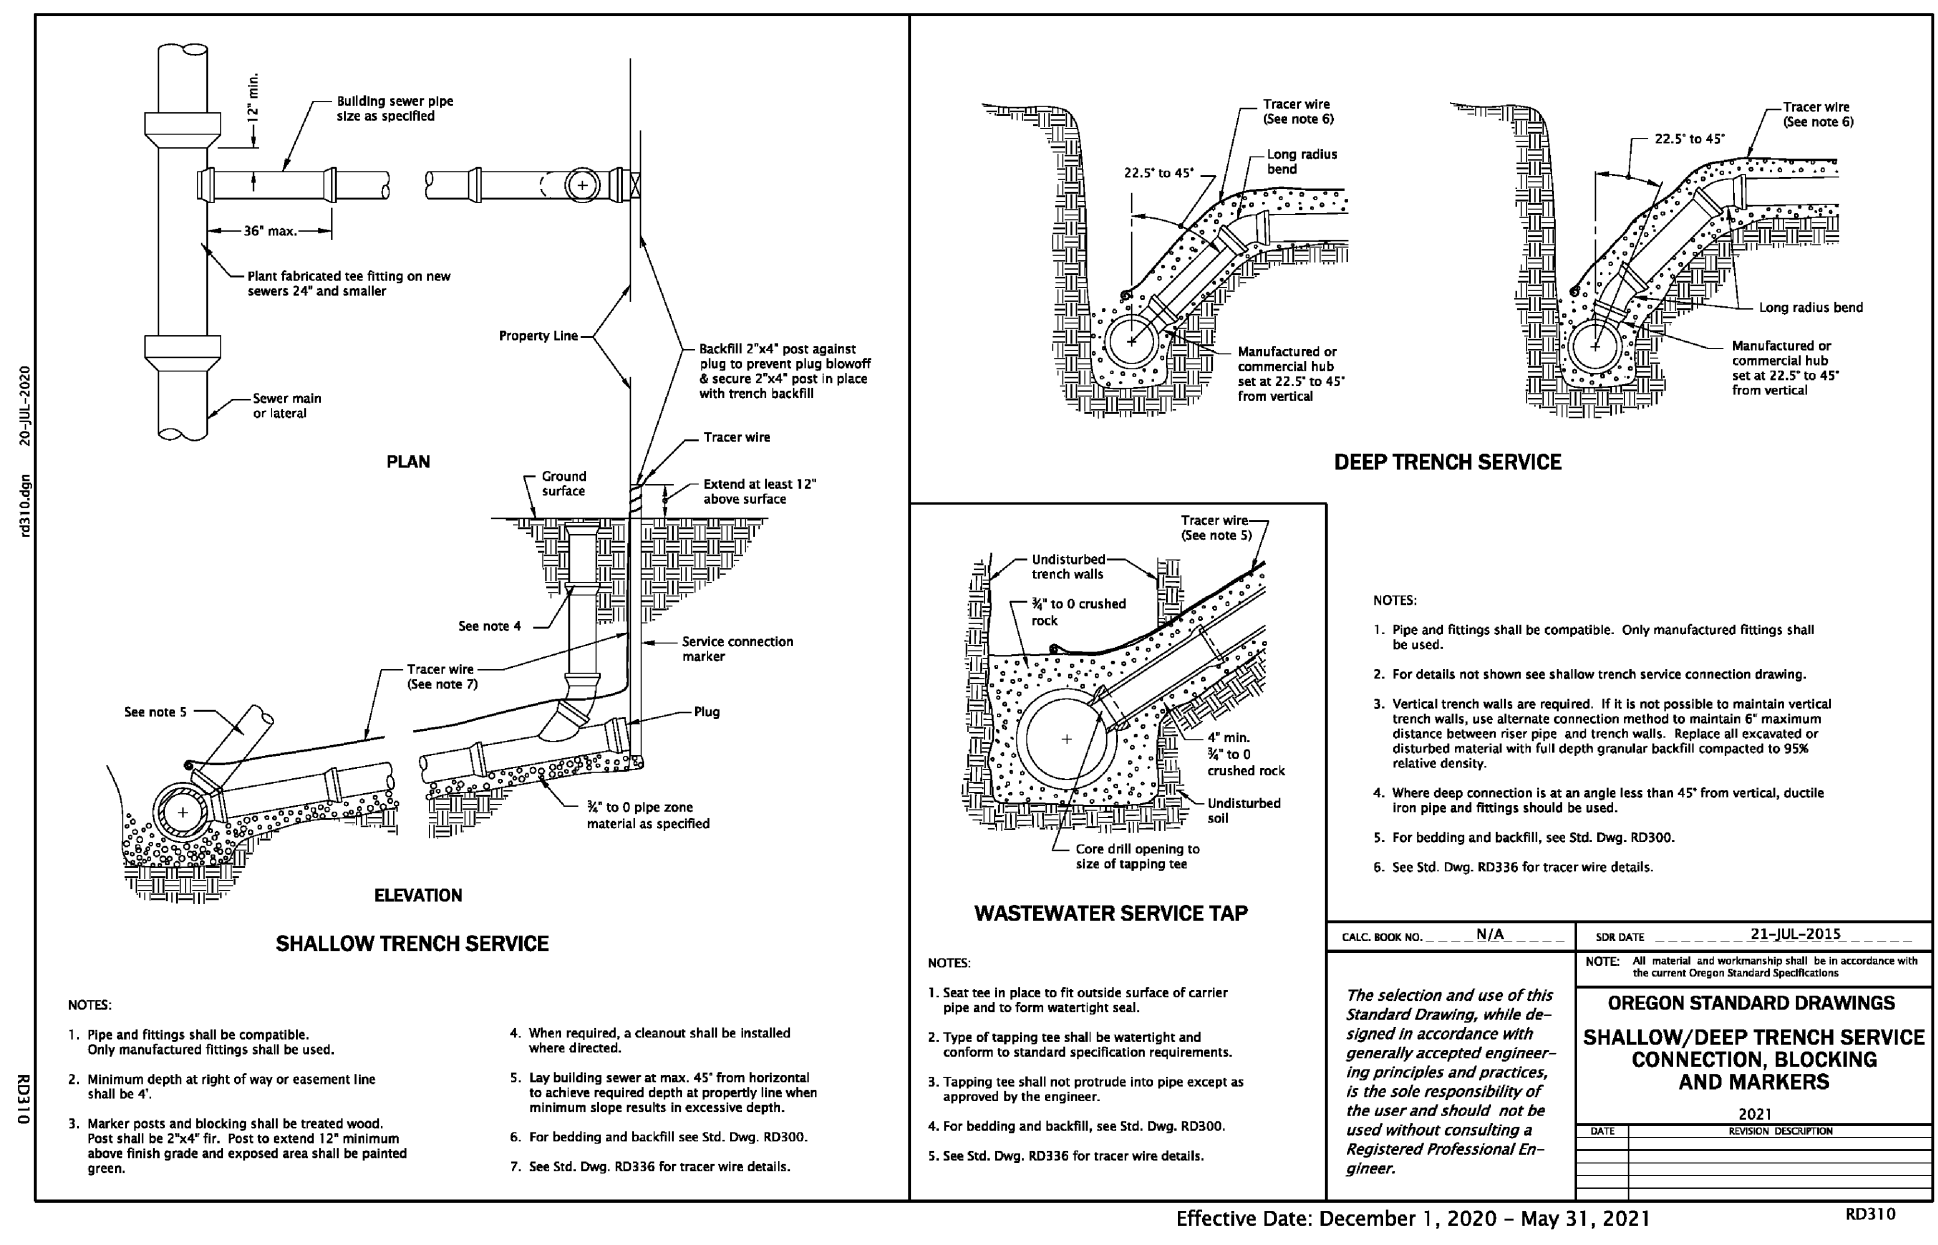 12" min.
Building sewer pipe
size as specified
36" max.
Plant fabricated tee fitting on new
sewers 24" and smaller
Property Line
Backfill 2"x4" post against
plug to prevent plug blowoff
& secure 2"x4" post in place
with trench backfill
Sewer main
or lateral
PLAN
Tracer wire
Ground
surface
Extend at least 12"
above surface
See note 4
Service connection
marker
Tracer wire
(See note 7)
See note 5
Plug
¾" to 0 pipe zone
material as specified
ELEVATION
SHALLOW TRENCH SERVICE
NOTES:
1. Pipe and fittings shall be compatible.
Only manufactured fittings shall be used.
2. Minimum depth at right of way or easement line
shall be 4'.
3. Marker posts and blocking shall be treated wood.
Post shall be 2"x4" fir. Post to extend 12" minimum
above finish grade and exposed area shall be painted
green.
4. When required, a cleanout shall be installed
where directed.
5. Lay building sewer at max. 45° from horizontal
to achieve required depth at propertly line when
minimum slope results in excessive depth.
6. For bedding and backfill see Std. Dwg. RD300.
7. See Std. Dwg. RD336 for tracer wire details.
Tracer wire
(See note 6)
Long radius
bend
22.5° to 45°
Manufactured or
commercial hub
set at 22.5° to 45°
from vertical
Tracer wire
(See note 6)
22.5° to 45°
Long radius bend
Manufactured or
commercial hub
set at 22.5° to 45°
from vertical
DEEP TRENCH SERVICE
Tracer wire
(See note 5)
Undisturbed
trench walls
¾" to 0 crushed
rock
4" min.
¾" to 0
crushed rock
Undisturbed
soil
Core drill opening to
size of tapping tee
WASTEWATER SERVICE TAP
NOTES:
1. Seat tee in place to fit outside surface of carrier
pipe and to form watertight seal.
2. Type of tapping tee shall be watertight and
conform to standard specification requirements.
3. Tapping tee shall not protrude into pipe except as
approved by the engineer.
4. For bedding and backfill, see Std. Dwg. RD300.
5. See Std. Dwg. RD336 for tracer wire details.
NOTES:
1. Pipe and fittings shall be compatible. Only manufactured fittings shall
be used.
2. For details not shown see shallow trench service connection drawing.
3. Vertical trench walls are required. If it is not possible to maintain vertical
trench walls, use alternate connection method to maintain 6" maximum
distance between riser pipe and trench walls. Replace all excavated or
disturbed material with full depth granular backfill compacted to 95%
relative density.
4. Where deep connection is at an angle less than 45° from vertical, ductile
iron pipe and fittings should be used.
5. For bedding and backfill, see Std. Dwg. RD300.
6. See Std. Dwg. RD336 for tracer wire details.
CALC. BOOK NO. N/A
SDR DATE 21-JUL-2015
NOTE: All material and workmanship shall be in accordance with
the current Oregon Standard Specifications
The selection and use of this
Standard Drawing, while de-
signed in accordance with
generally accepted engineer-
ing principles and practices,
is the sole responsibility of
the user and should not be
used without consulting a
Registered Professional En-
gineer.
OREGON STANDARD DRAWINGS
SHALLOW/DEEP TRENCH SERVICE
CONNECTION, BLOCKING
AND MARKERS
2021
DATE REVISION DESCRIPTION
Effective Date: December 1, 2020 - May 31, 2021
RD310
rd310.dgn 20-JUL-2020
RD310